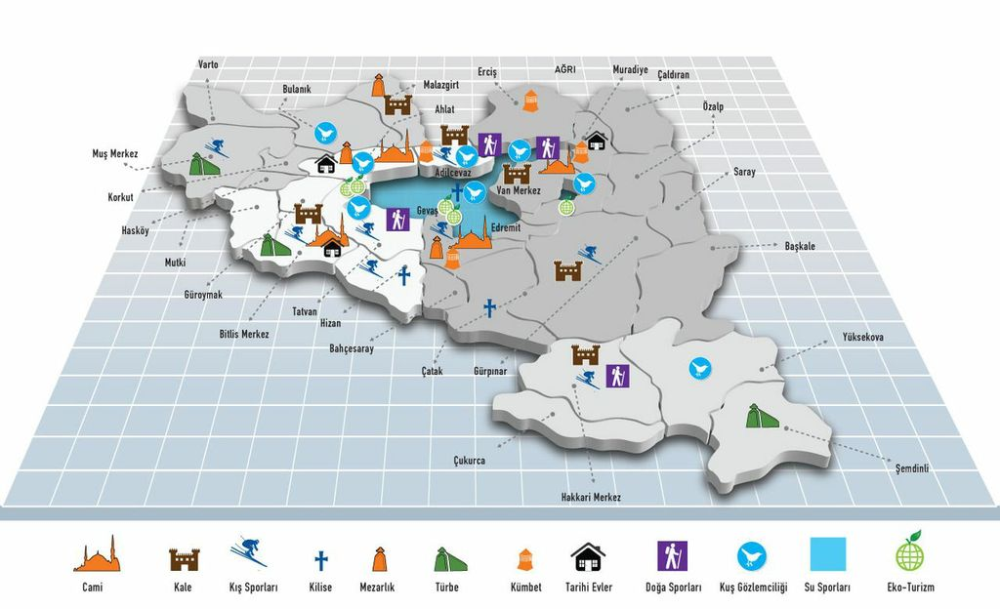 Varto
Erciş
AĞRI
Muradiye
Çaldıran
Bulanık
Malazgirt
Ahlat
Özalp
Muş Merkez
Adilcevaz
Saray
Korkut
Van Merkez
Gevaş
Hasköy
Edremit
Başkale
Mutki
Güroymak
Tatvan
Hizan
Bitlis Merkez
Bahçesaray
Yüksekova
Çatak
Gürpınar
Çukurca
Şemdinli
Hakkari Merkez
Cami
Kale
Kış Sporları
Kilise
Mezarlık
Türbe
Kümbet
Tarihi Evler
Doğa Sporları
Kuş Gözlemciliği
Su Sporları
Eko-Turizm